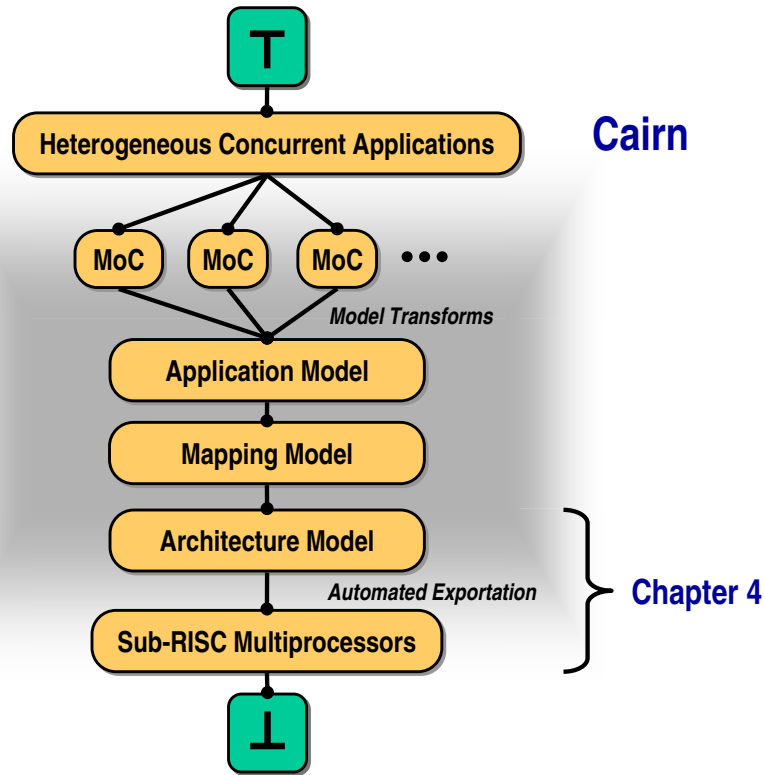 ⊤
Heterogeneous Concurrent Applications
Cairn
MoC MoC MoC •••
Model Transforms
Application Model
Mapping Model
Architecture Model
Automated Exportation
Chapter 4
Sub-RISC Multiprocessors
⊥